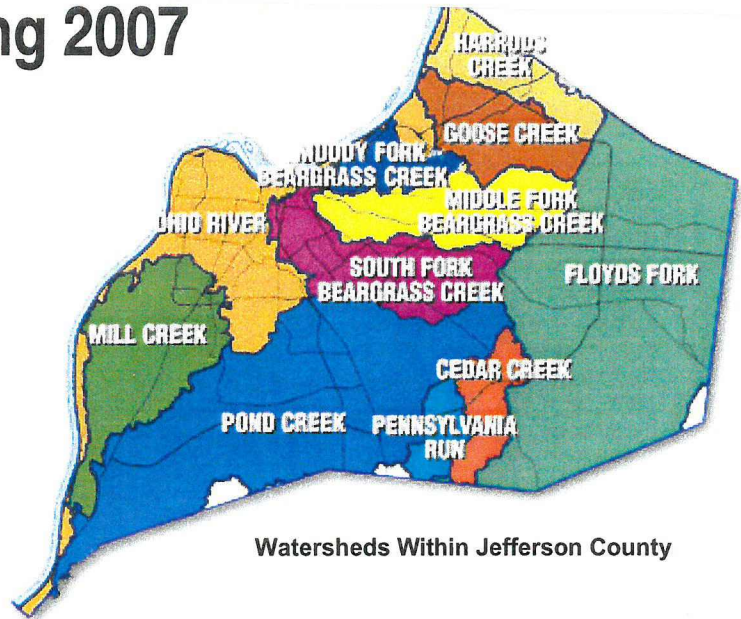 ng 2007
HARRODS
CREEK
GOOSE CREEK
MUDDY FORK
BEARGRASS CREEK
MIDDLE FORK
BEARGRASS CREEK
OHIO RIVER
SOUTH FORK
BEARGRASS CREEK
FLOYDS FORK
MILL CREEK
CEDAR CREEK
POND CREEK
PENNSYLVANIA
RUN
Watersheds Within Jefferson County